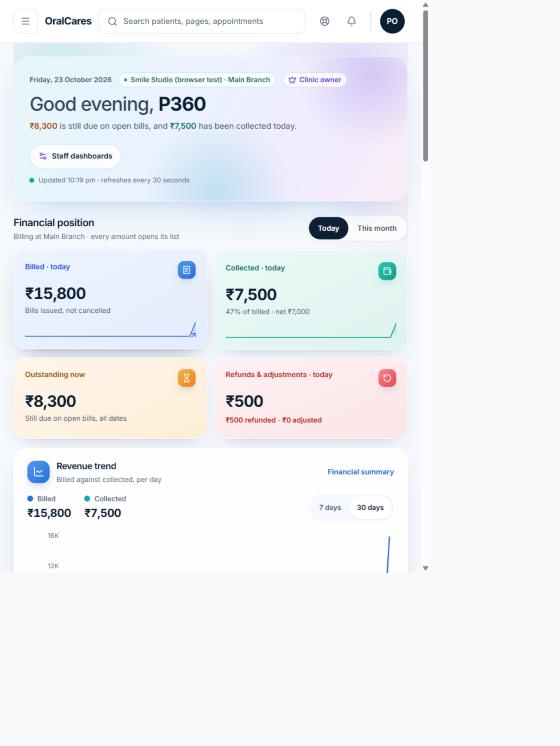 OralCares
Search patients, pages, appointments
PO
Friday, 23 October 2026
Smile Studio (browser test) · Main Branch
Clinic owner
Good evening, P360
₹8,300 is still due on open bills, and ₹7,500 has been collected today.
Staff dashboards
Updated 10:19 pm · refreshes every 30 seconds
Financial position
Billing at Main Branch · every amount opens its list
Today
This month
Billed · today
₹15,800
Bills issued, not cancelled
Collected · today
₹7,500
47% of billed · net ₹7,000
Outstanding now
₹8,300
Still due on open bills, all dates
Refunds & adjustments · today
₹500
₹500 refunded · ₹0 adjusted
Revenue trend
Billed against collected, per day
Financial summary
Billed
₹15,800
Collected
₹7,500
7 days
30 days
16K
12K